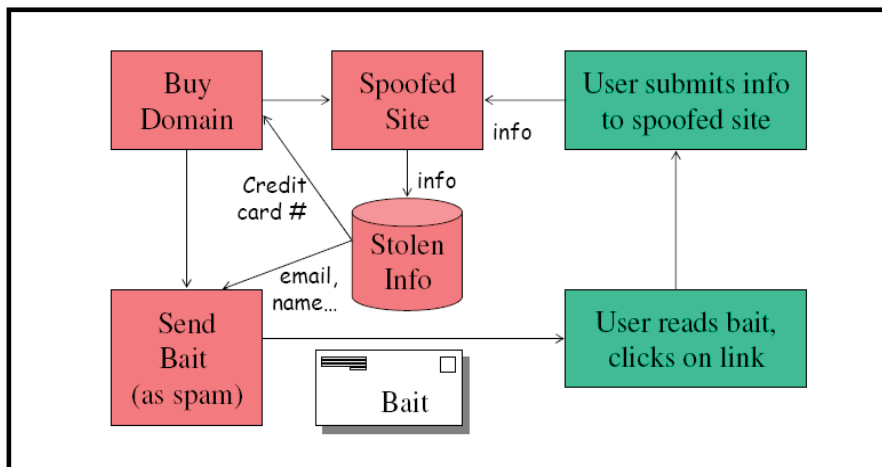 Buy
Domain
Spoofed
Site
User submits info
to spoofed site
info
info
Credit
card #
Stolen
Info
email,
name...
Send
Bait
(as spam)
User reads bait,
clicks on link
Bait